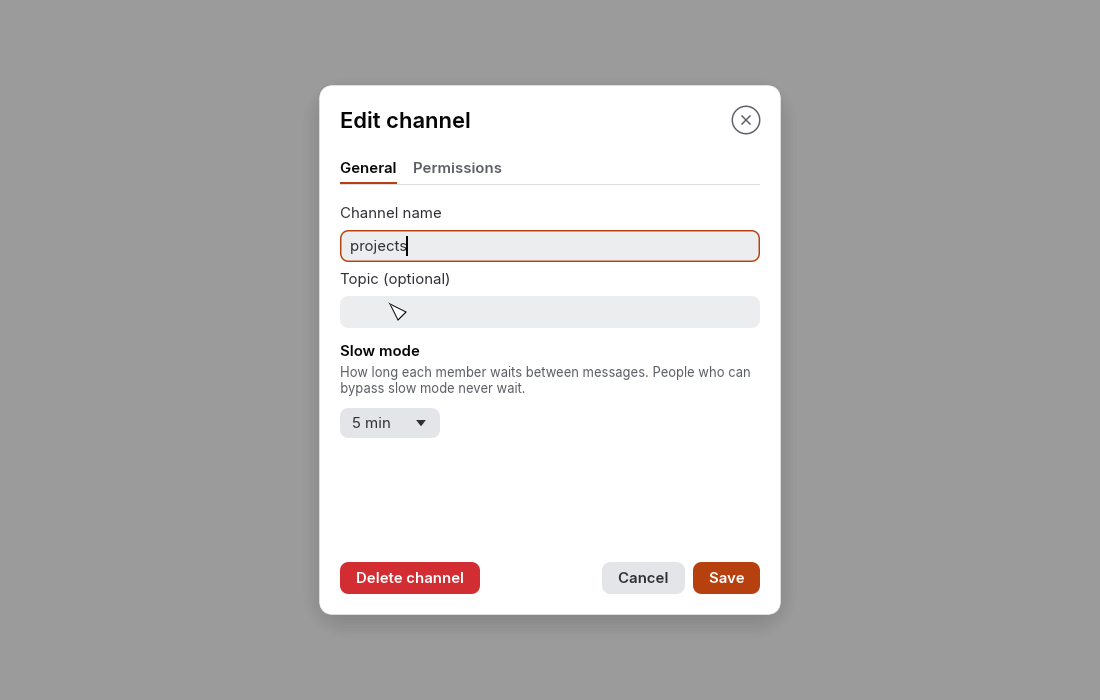 Edit channel
General Permissions
Channel name
projects
Topic (optional)
Slow mode
How long each member waits between messages. People who can
bypass slow mode never wait.
5 min
Delete channel Cancel Save